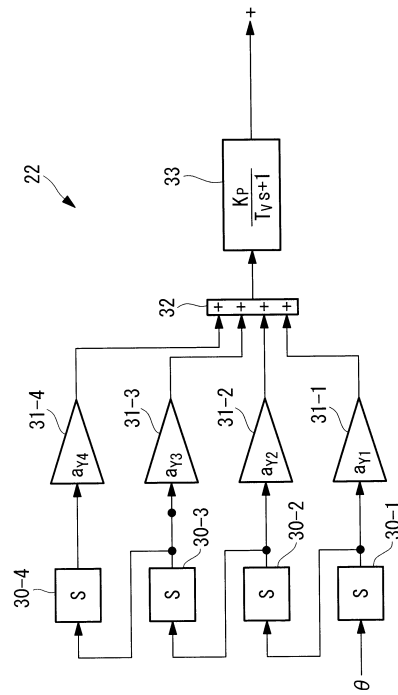 22
30-4
S
31-4
a_Y4
30-3
S
31-3
a_Y3
30-2
S
31-2
a_Y2
30-1
S
31-1
a_Y1
θ
32
+
+
+
+
33
K_P
T_V s+1
+